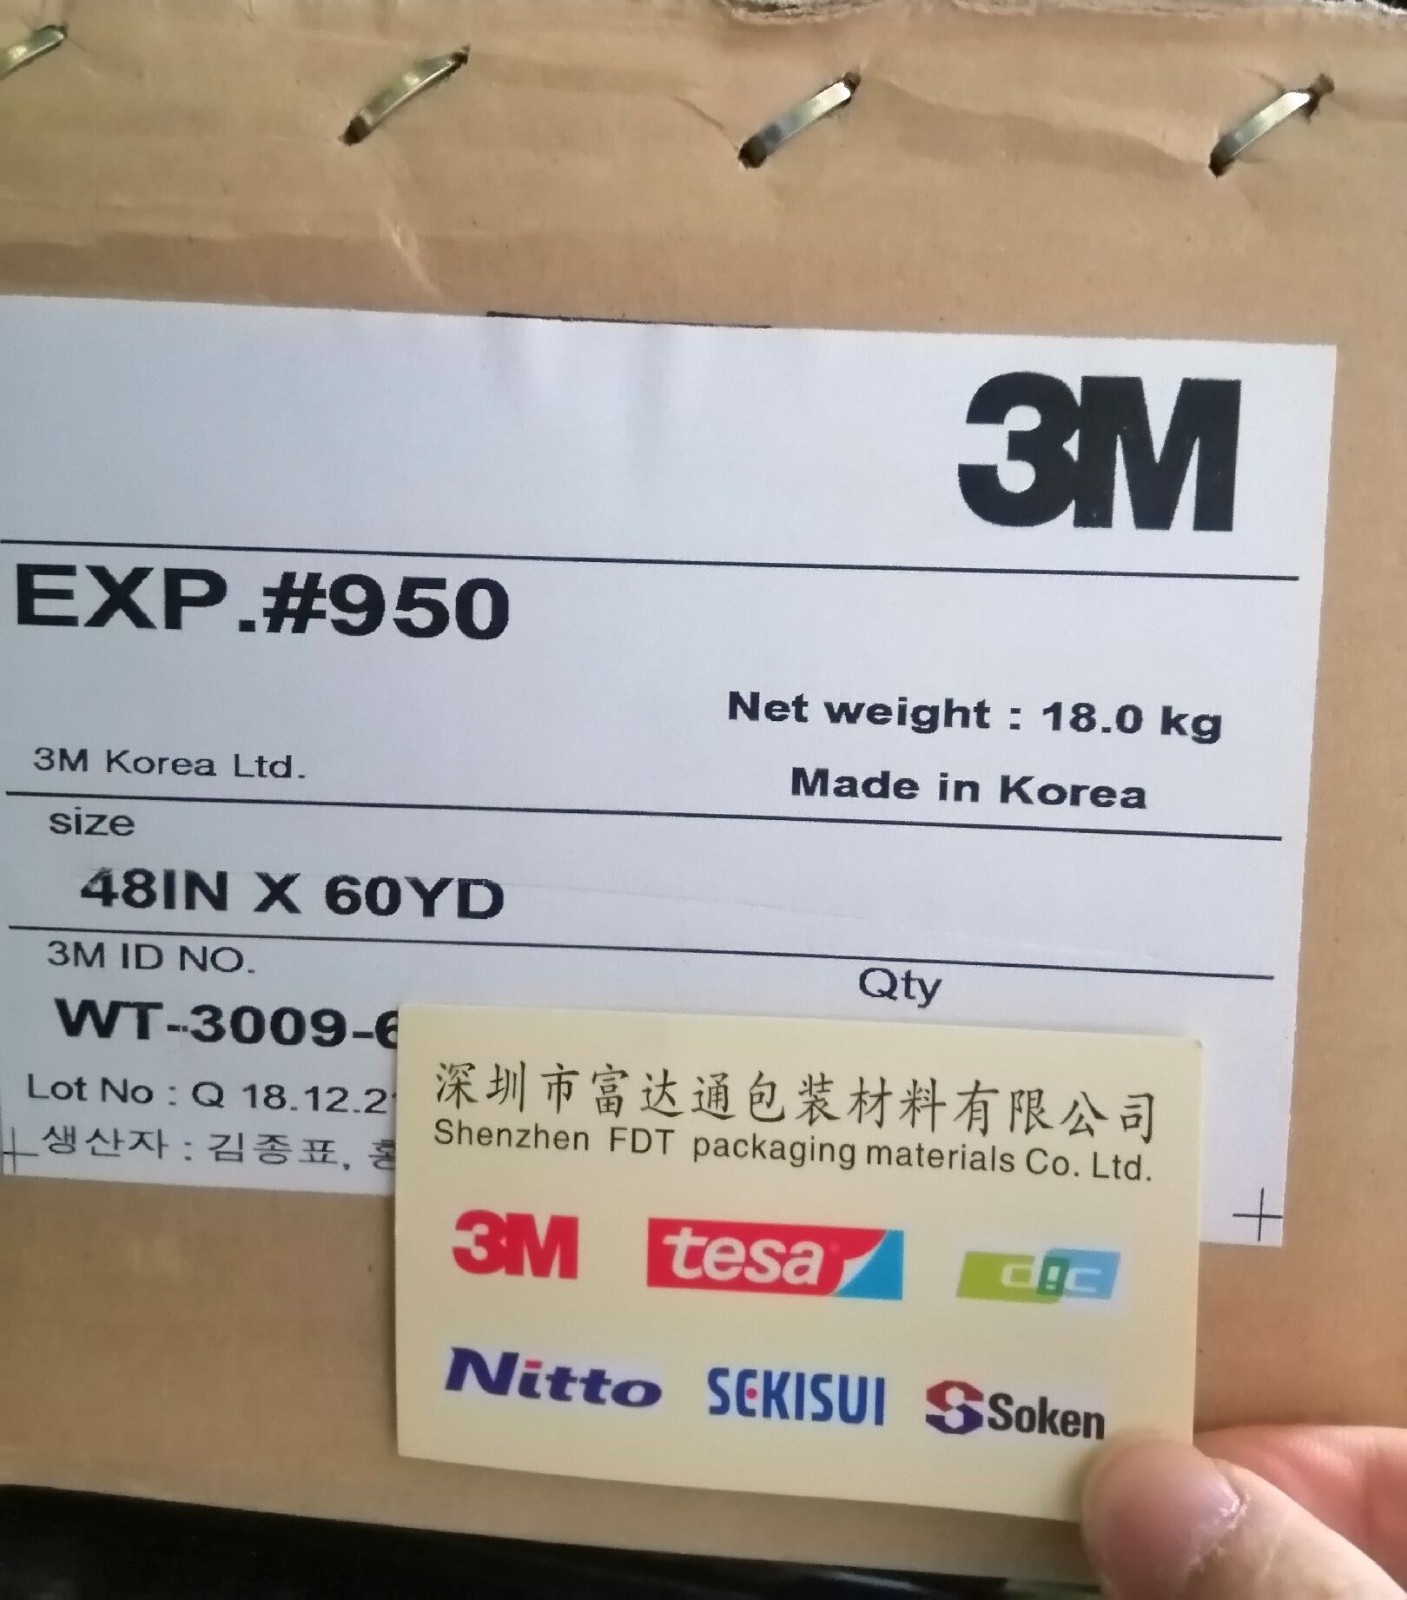 3M
EXP.#950
Net weight : 18.0 kg
3M Korea Ltd.
Made in Korea
size
48IN X 60YD
3M ID NO.
Qty
WT-3009-6
Lot No : Q 18.12.2
생산자 : 김종표,
深圳市富达通包装材料有限公司
Shenzhen FDT packaging materials Co. Ltd.
3M tesa dic
Nitto SEKISUI Soken